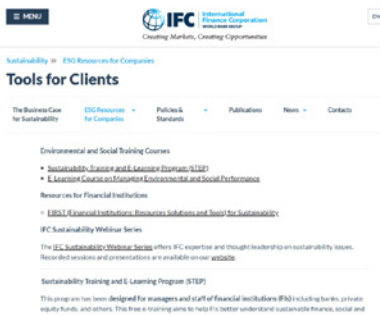 ≡ MENU
IFC International Finance Corporation
WORLD BANK GROUP
Creating Markets, Creating Opportunities
Sustainability » ESG Resources for Companies
Tools for Clients
The Business Case for Sustainability
ESG Resources for Companies
Policies & Standards
Publications
News
Contacts
Environmental and Social Training Courses
Sustainability Training and E-Learning Program (STEP)
E-Learning Course on Managing Environmental and Social Performance
Resources for Financial Institutions
FIRST (Financial Institutions: Resources Solutions and Tools) for Sustainability
IFC Sustainability Webinar Series
The IFC Sustainability Webinar Series offers IFC expertise and thought leadership on sustainability issues.
Recorded sessions and presentations are available on our website.
Sustainability Training and E-Learning Program (STEP)
This program has been designed for managers and staff of financial institutions (FIs) including banks, private
equity funds, and others. This free e-training aims to help FIs better understand sustainable finance, social and